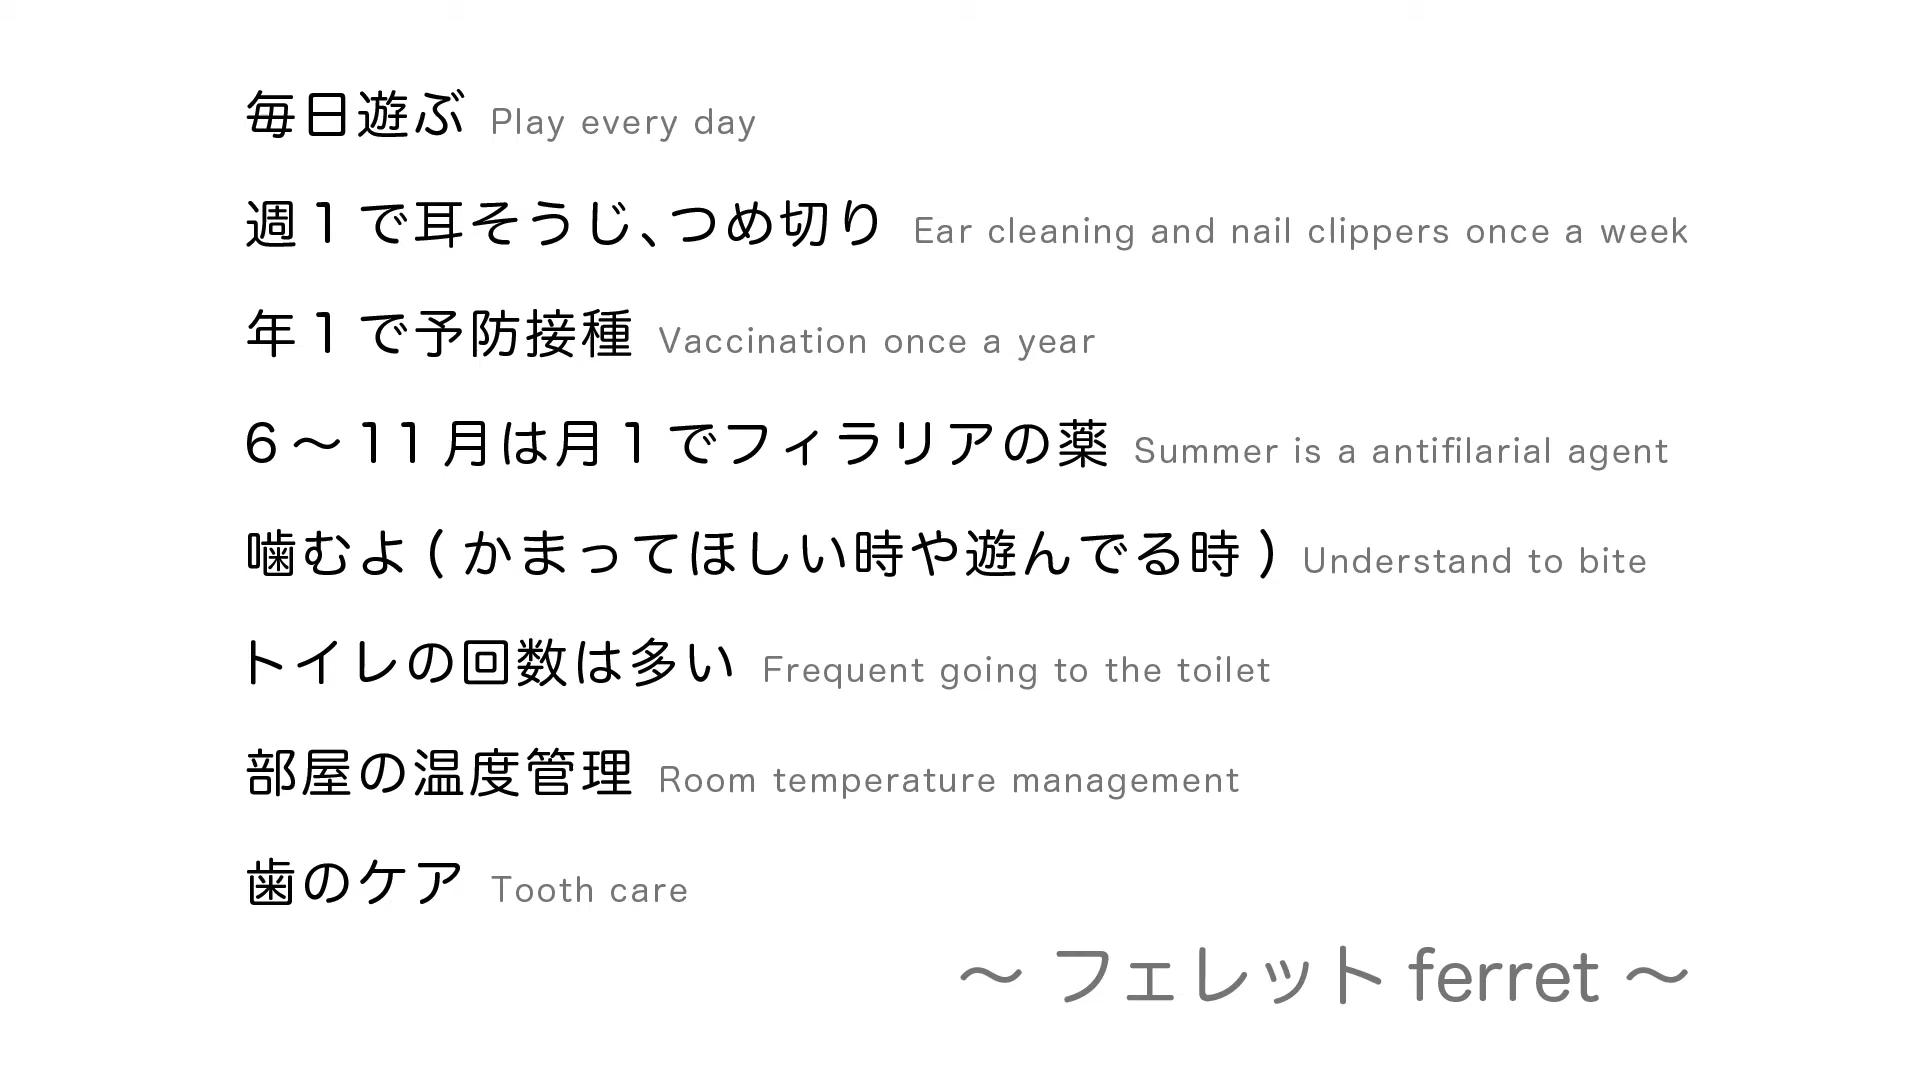 毎日遊ぶ Play every day
週1で耳そうじ、つめ切り Ear cleaning and nail clippers once a week
年1で予防接種 Vaccination once a year
6〜11月は月1でフィラリアの薬 Summer is a antifilarial agent
噛むよ(かまってほしい時や遊んでる時) Understand to bite
トイレの回数は多い Frequent going to the toilet
部屋の温度管理 Room temperature management
歯のケア Tooth care
〜 フェレット ferret 〜